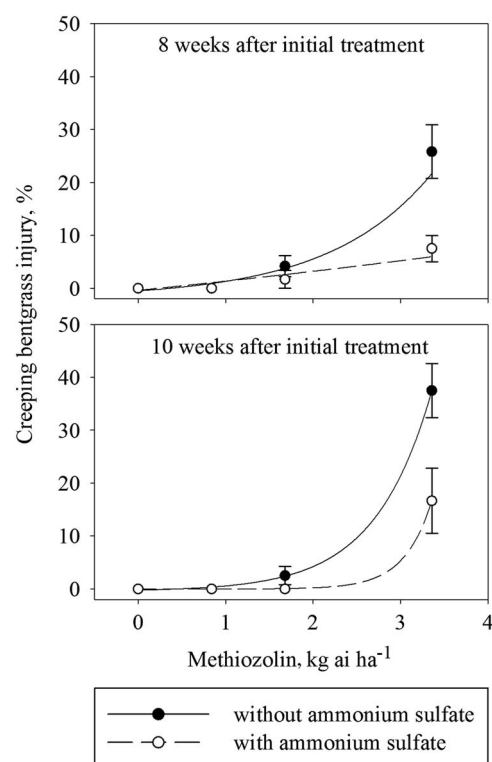 50
8 weeks after initial treatment
40
30
20
10
0
Creeping bentgrass injury, %
50
10 weeks after initial treatment
40
30
20
10
0
0 1 2 3 4
Methiozolin, kg ai ha⁻¹
without ammonium sulfate
with ammonium sulfate